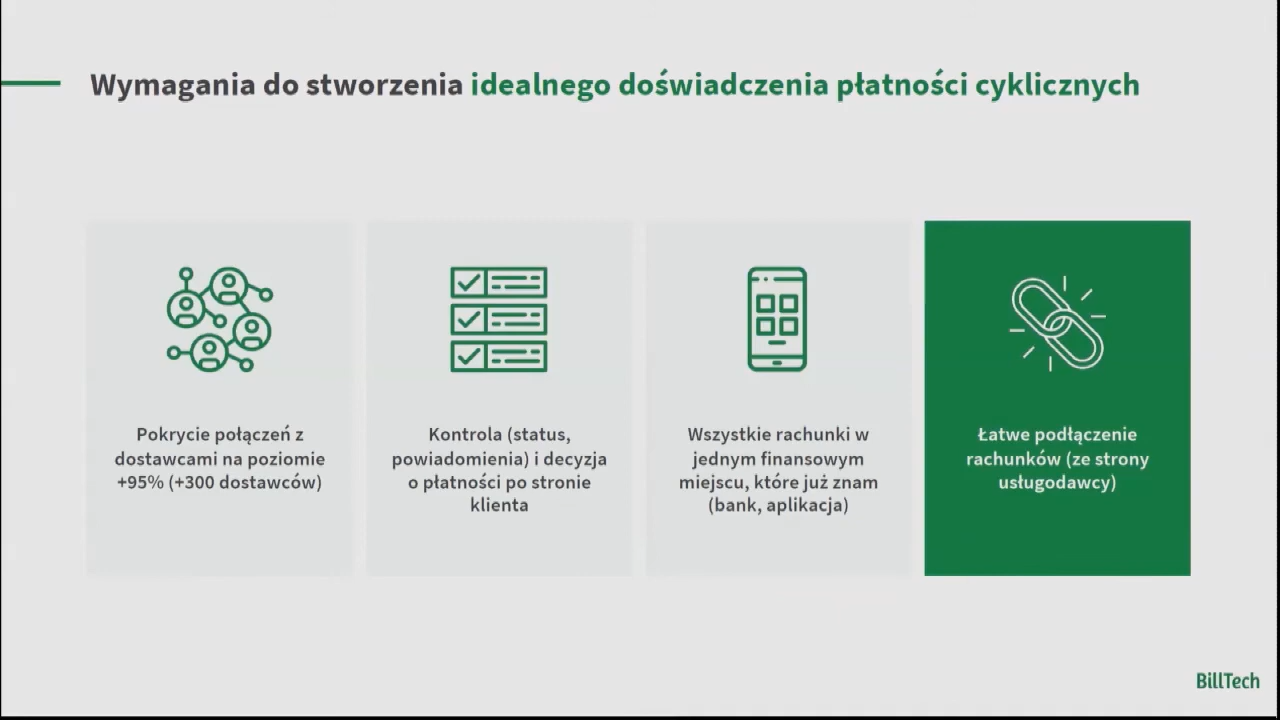 Wymagania do stworzenia idealnego doświadczenia płatności cyklicznych
Pokrycie połączeń z
dostawcami na poziomie
+95% (+300 dostawców)
Kontrola (status,
powiadomienia) i decyzja
o płatności po stronie
klienta
Wszystkie rachunki w
jednym finansowym
miejscu, które już znam
(bank, aplikacja)
Łatwe podłączenie
rachunków (ze strony
usługodawcy)
BillTech